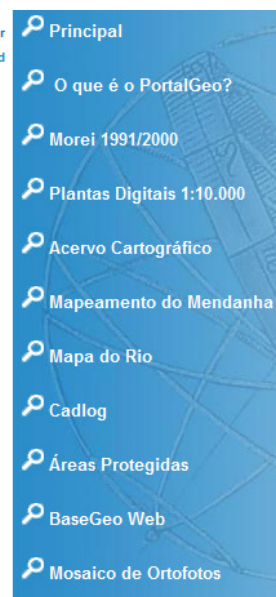 r
d
Principal
O que é o PortalGeo?
Morei 1991/2000
Plantas Digitais 1:10.000
Acervo Cartográfico
Mapeamento do Mendanha
Mapa do Rio
Cadlog
Áreas Protegidas
BaseGeo Web
Mosaico de Ortofotos